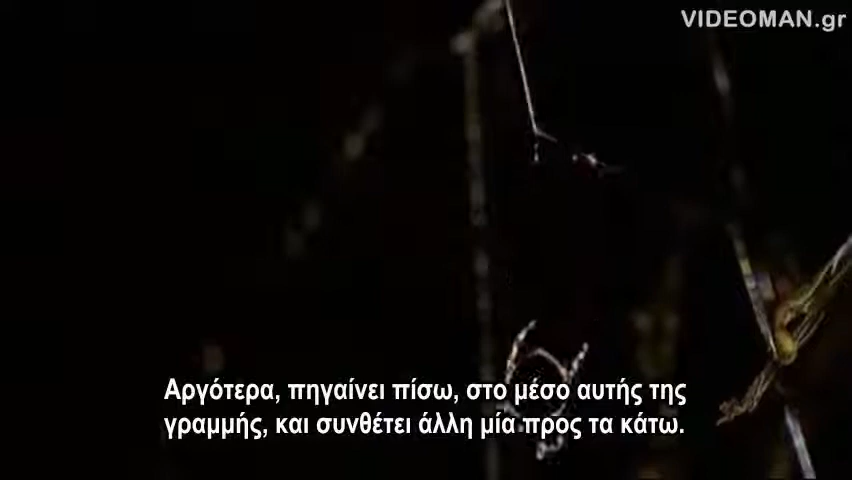 VIDEOMAN.gr
Αργότερα, πηγαίνει πίσω, στο μέσο αυτής της
γραμμής, και συνθέτει άλλη μία προς τα κάτω.